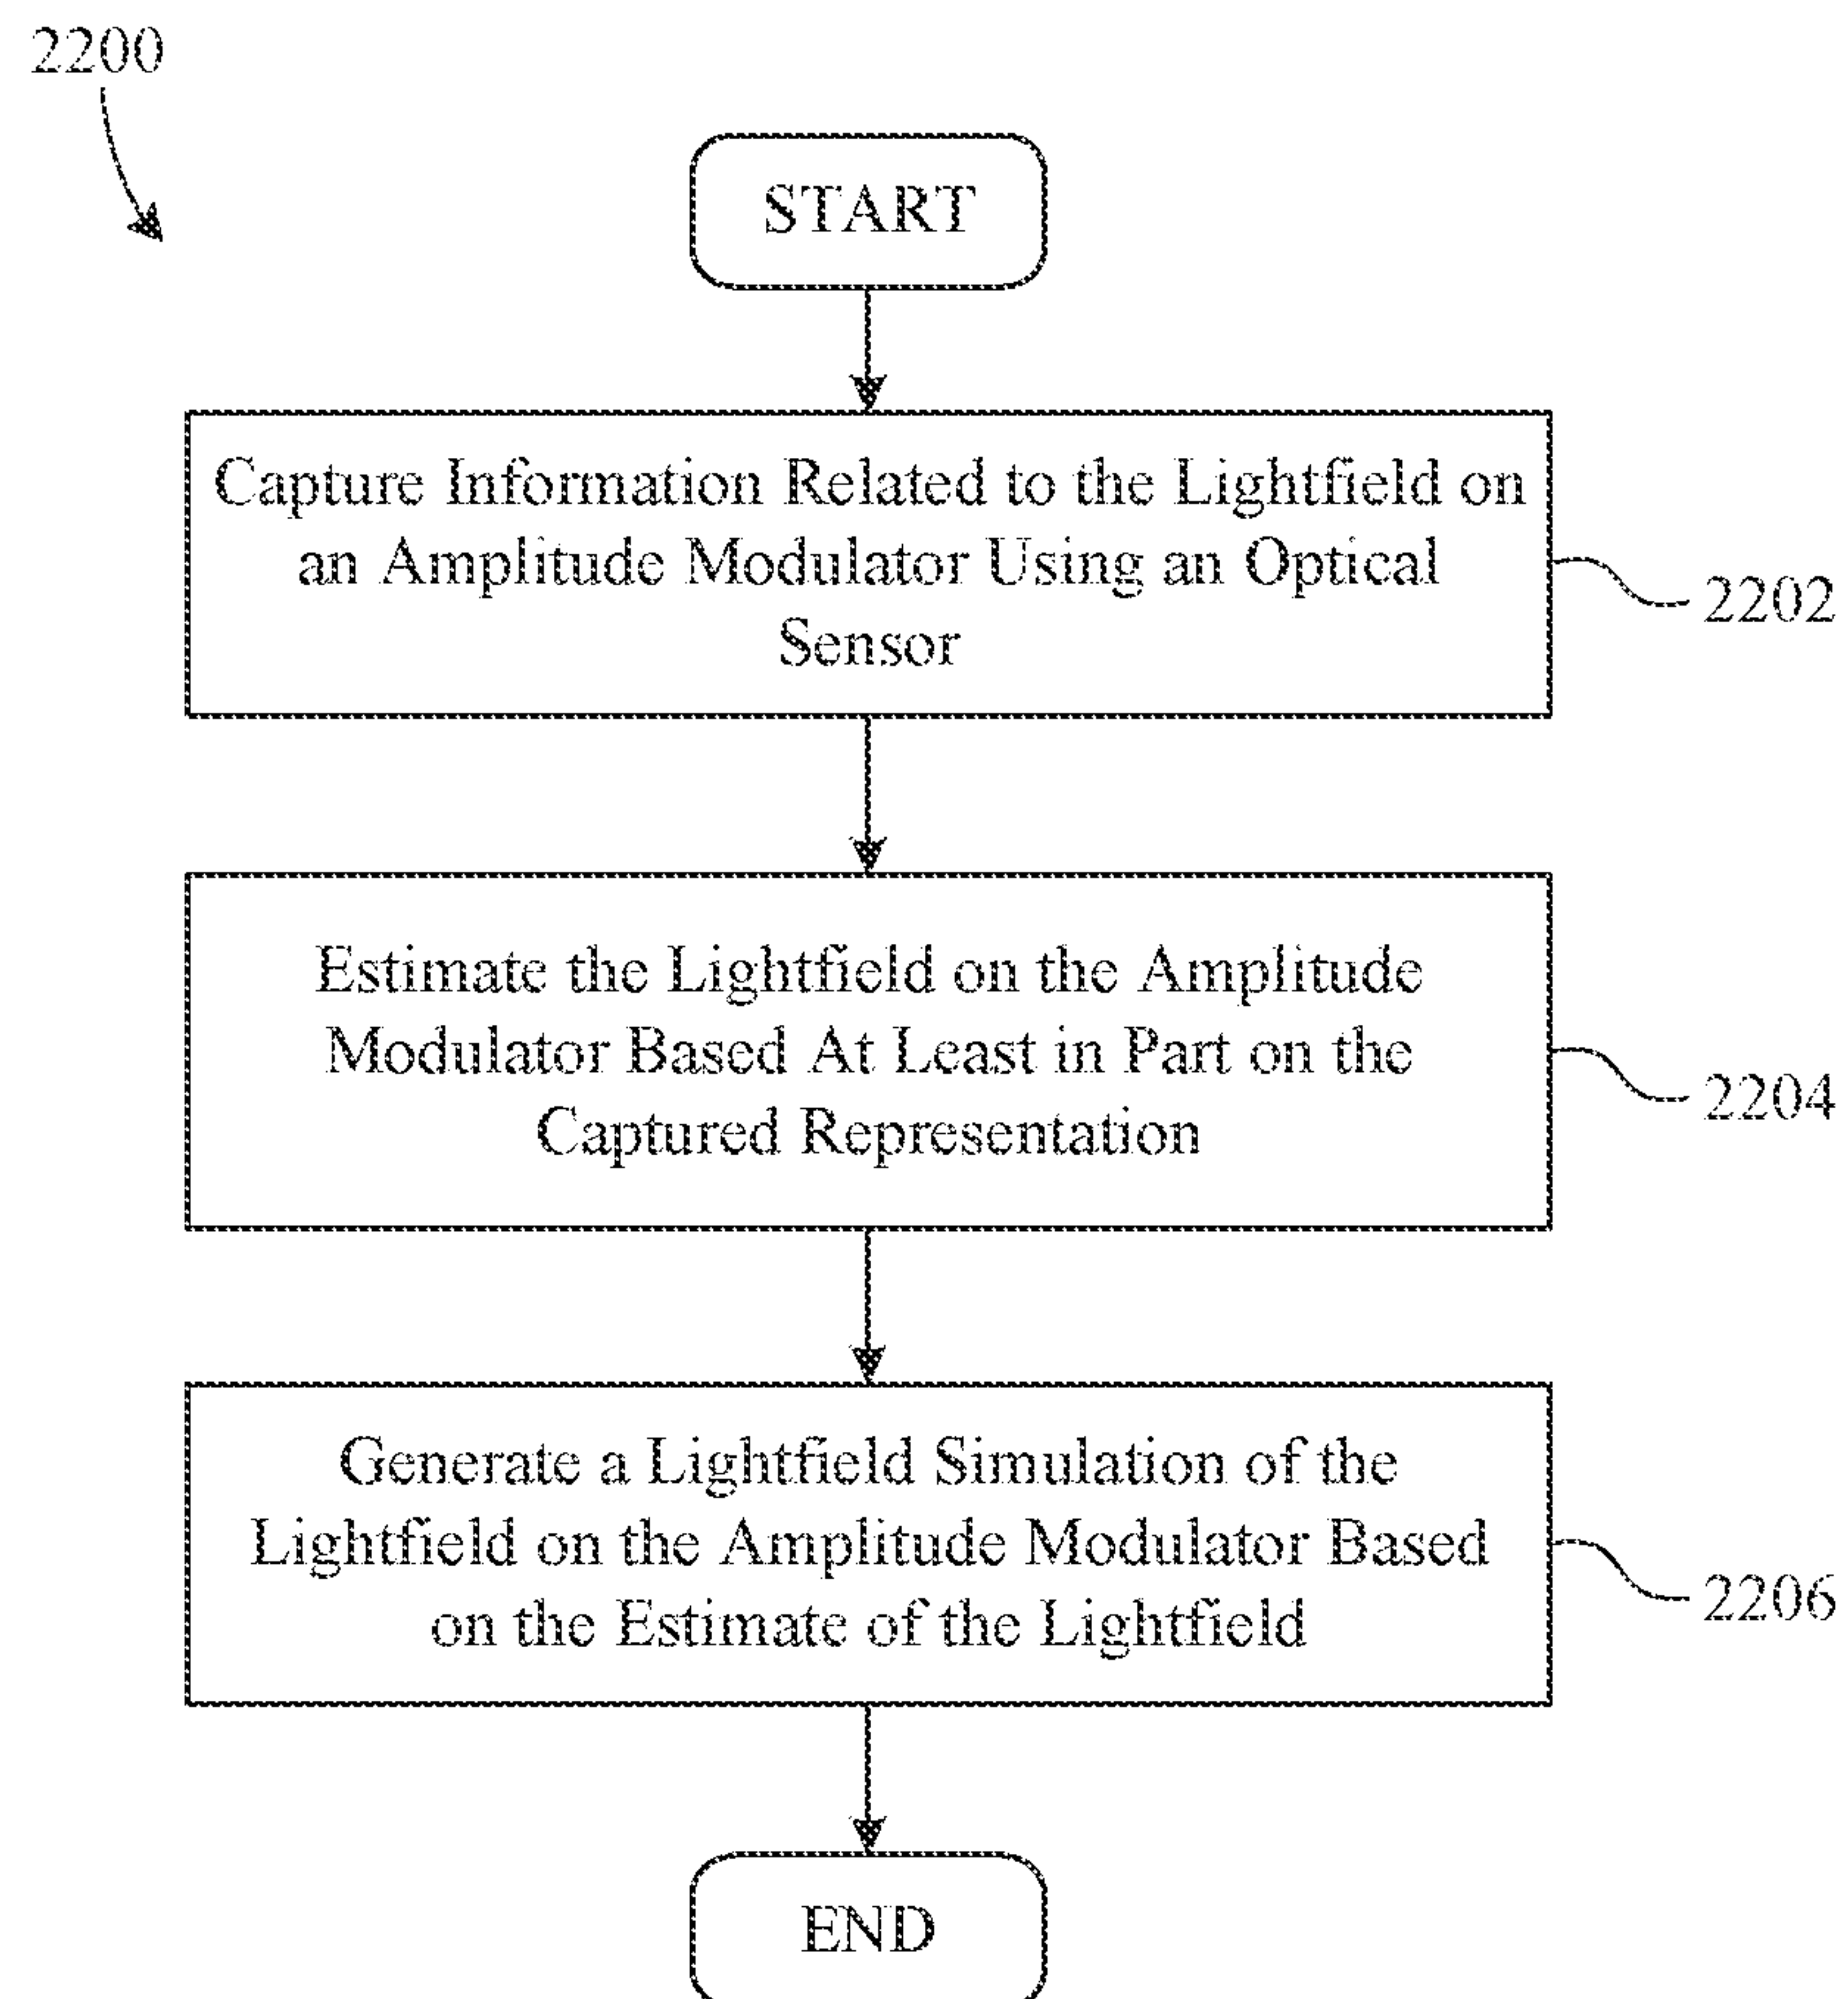 2200
START
Capture Information Related to the Lightfield on
an Amplitude Modulator Using an Optical
Sensor
2202
Estimate the Lightfield on the Amplitude
Modulator Based At Least in Part on the
Captured Representation
2204
Generate a Lightfield Simulation of the
Lightfield on the Amplitude Modulator Based
on the Estimate of the Lightfield
2206
END